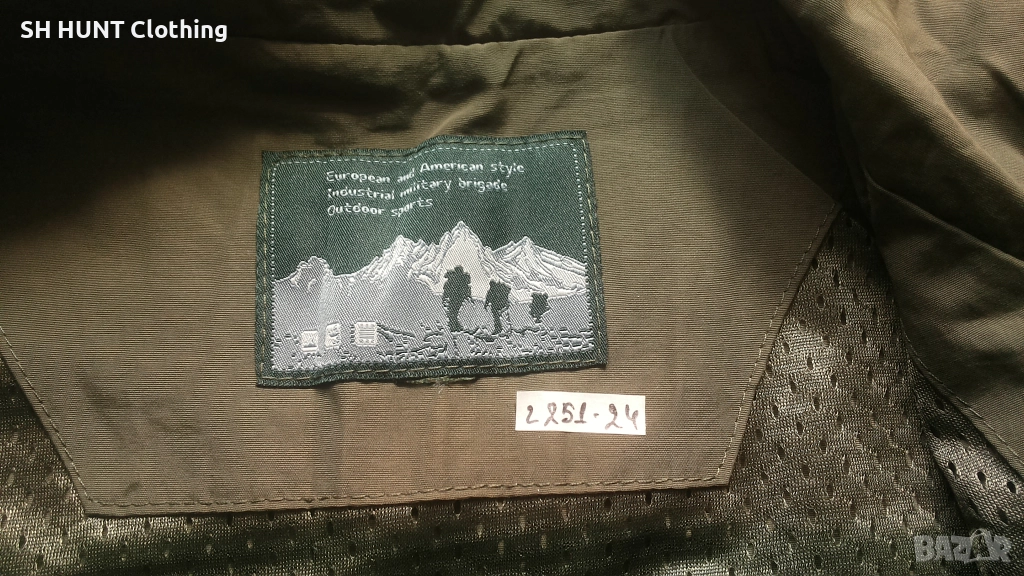 SH HUNT Clothing
European and American style
Industrial military brigade
Outdoor sports
2251-24
BAZAR